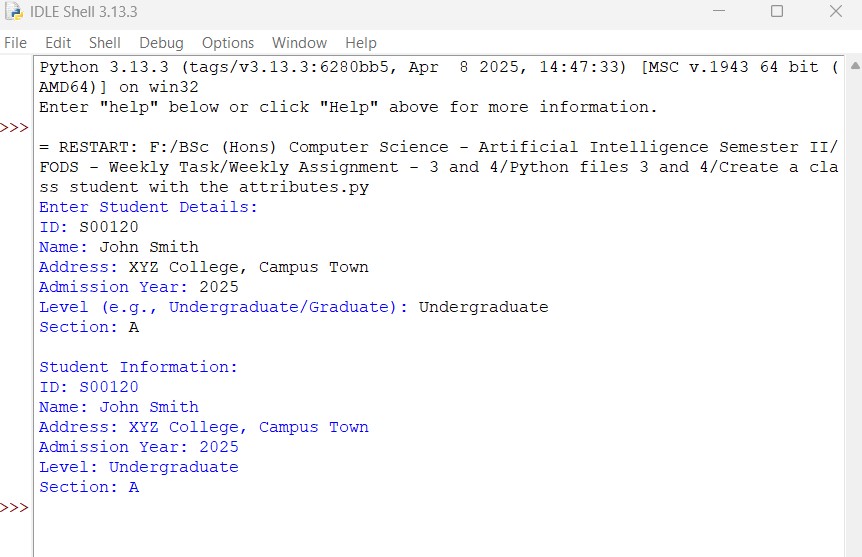 IDLE Shell 3.13.3
File Edit Shell Debug Options Window Help
Python 3.13.3 (tags/v3.13.3:6280bb5, Apr  8 2025, 14:47:33) [MSC v.1943 64 bit (
AMD64)] on win32
Enter "help" below or click "Help" above for more information.
>>>
= RESTART: F:/BSc (Hons) Computer Science - Artificial Intelligence Semester II/
FODS - Weekly Task/Weekly Assignment - 3 and 4/Python files 3 and 4/Create a cla
ss student with the attributes.py
Enter Student Details:
ID: S00120
Name: John Smith
Address: XYZ College, Campus Town
Admission Year: 2025
Level (e.g., Undergraduate/Graduate): Undergraduate
Section: A

Student Information:
ID: S00120
Name: John Smith
Address: XYZ College, Campus Town
Admission Year: 2025
Level: Undergraduate
Section: A
>>>